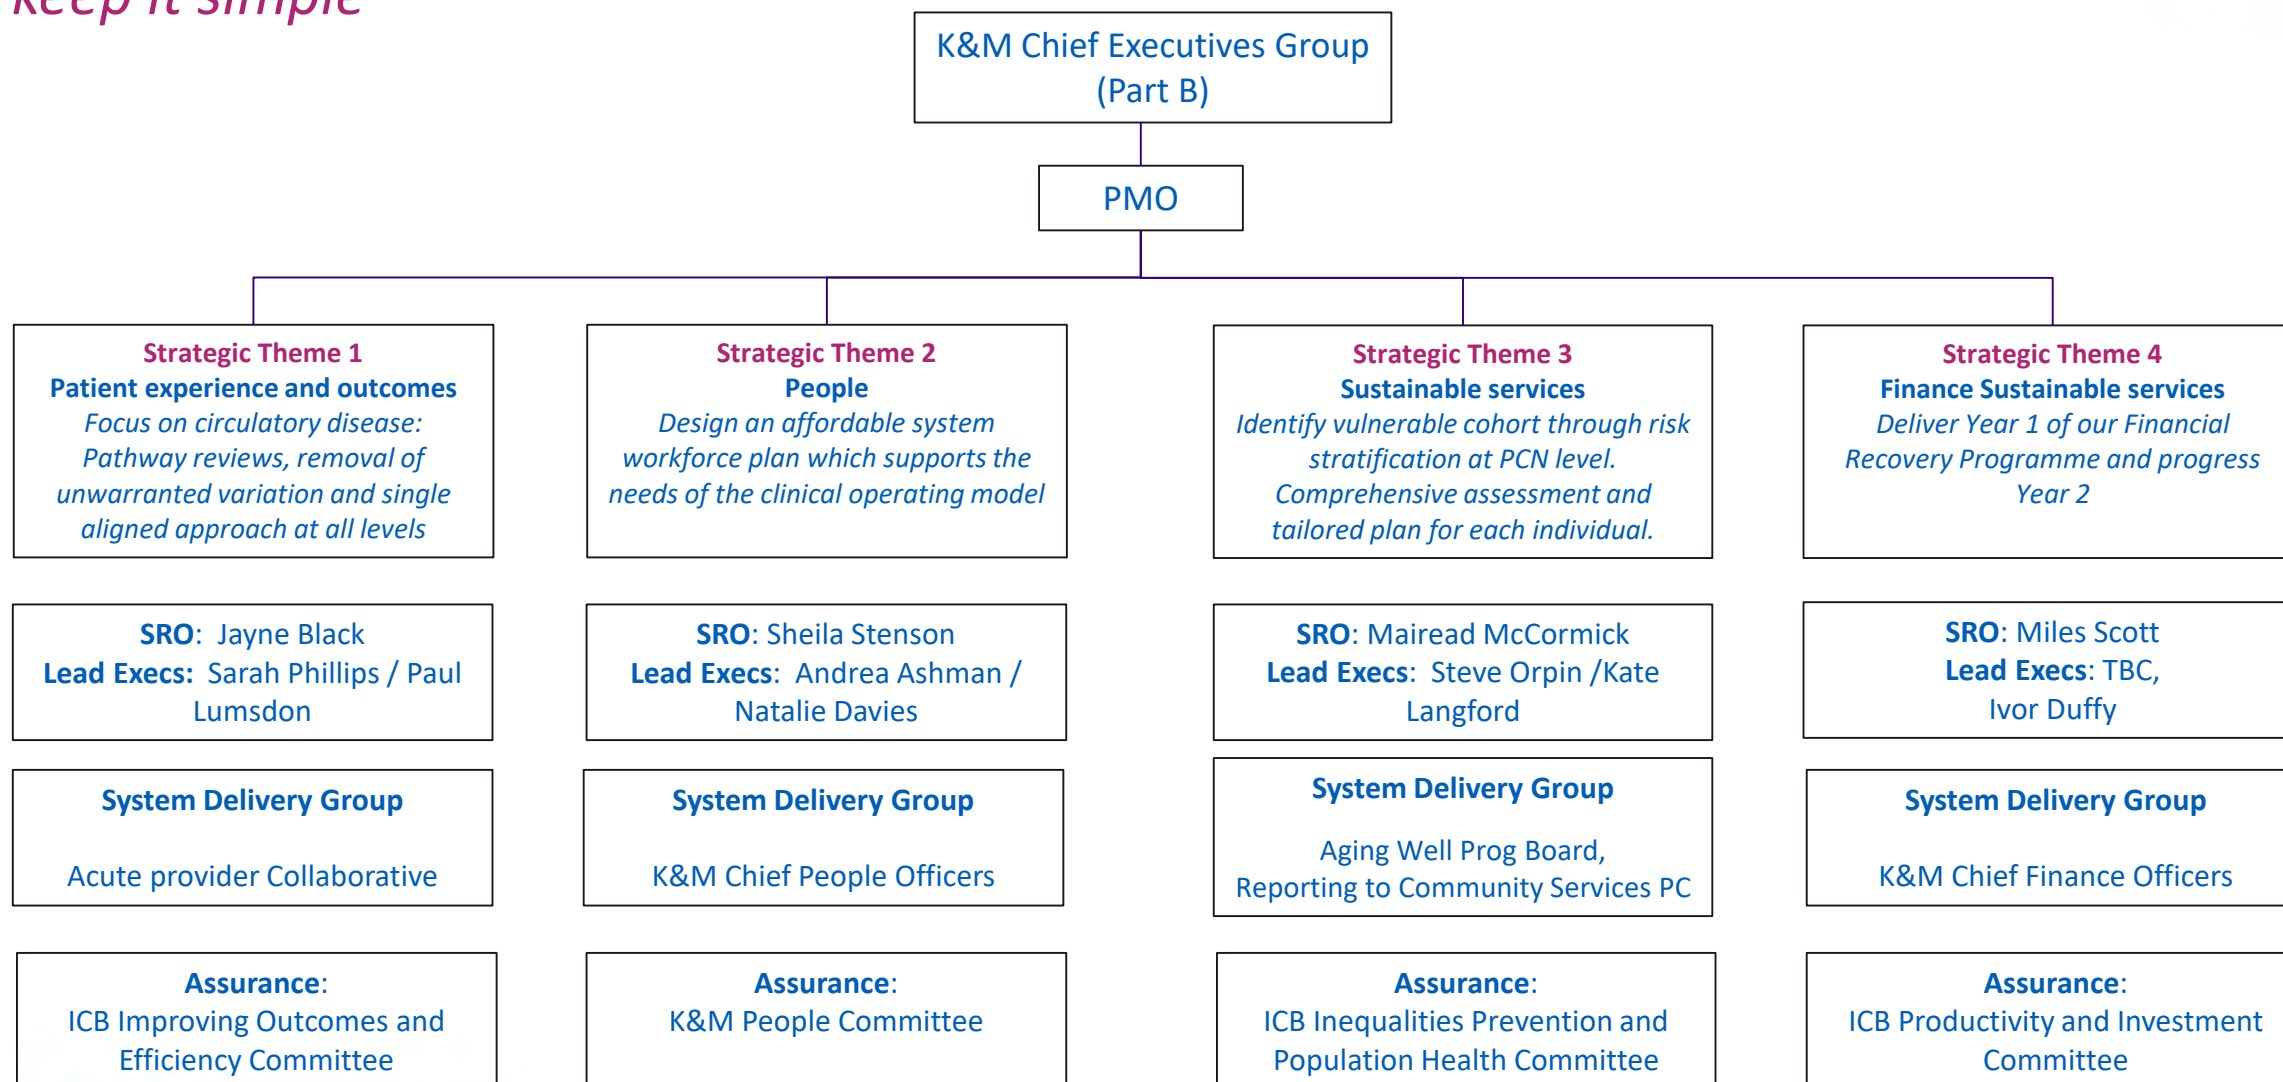 keep it simple
K&M Chief Executives Group
(Part B)
PMO
Strategic Theme 1
Patient experience and outcomes
Focus on circulatory disease:
Pathway reviews, removal of
unwarranted variation and single
aligned approach at all levels
Strategic Theme 2
People
Design an affordable system
workforce plan which supports the
needs of the clinical operating model
Strategic Theme 3
Sustainable services
Identify vulnerable cohort through risk
stratification at PCN level.
Comprehensive assessment and
tailored plan for each individual.
Strategic Theme 4
Finance Sustainable services
Deliver Year 1 of our Financial
Recovery Programme and progress
Year 2
SRO: Jayne Black
Lead Execs: Sarah Phillips / Paul
Lumsdon
SRO: Sheila Stenson
Lead Execs: Andrea Ashman /
Natalie Davies
SRO: Mairead McCormick
Lead Execs: Steve Orpin /Kate
Langford
SRO: Miles Scott
Lead Execs: TBC,
Ivor Duffy
System Delivery Group
Acute provider Collaborative
System Delivery Group
K&M Chief People Officers
System Delivery Group
Aging Well Prog Board,
Reporting to Community Services PC
System Delivery Group
K&M Chief Finance Officers
Assurance:
ICB Improving Outcomes and
Efficiency Committee
Assurance:
K&M People Committee
Assurance:
ICB Inequalities Prevention and
Population Health Committee
Assurance:
ICB Productivity and Investment
Committee